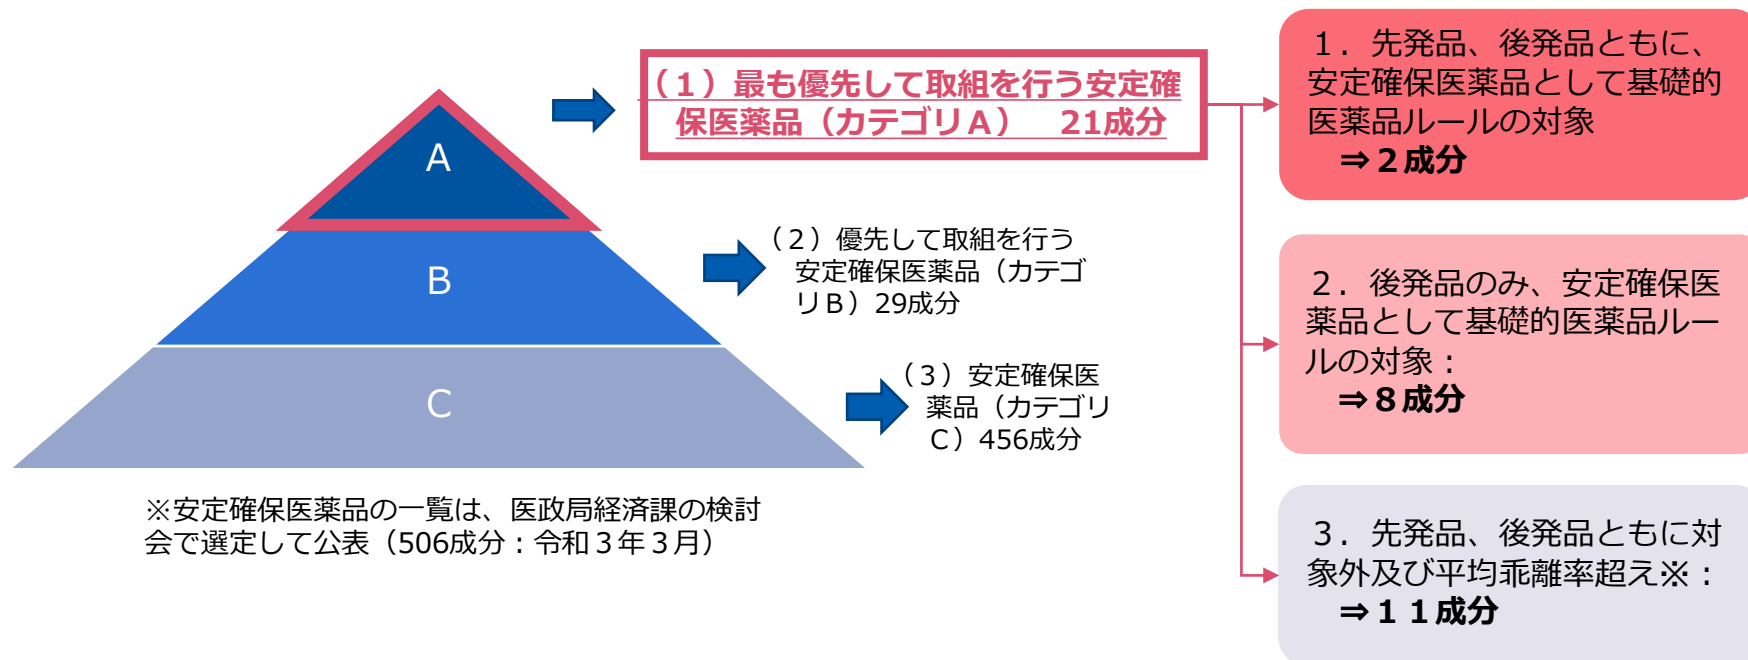 A
B
C
（１）最も優先して取組を行う安定確
保医薬品（カテゴリＡ）　21成分
（２）優先して取組を行う
安定確保医薬品（カテゴ
リＢ）29成分
（３）安定確保医
薬品（カテゴリ
Ｃ）456成分
※安定確保医薬品の一覧は、医政局経済課の検討
会で選定して公表（506成分：令和３年３月）
１．先発品、後発品ともに、
安定確保医薬品として基礎的
医薬品ルールの対象
⇒２成分
２．後発品のみ、安定確保医
薬品として基礎的医薬品ルー
ルの対象：
⇒８成分
３．先発品、後発品ともに対
象外及び平均乖離率超え※：
⇒１１成分